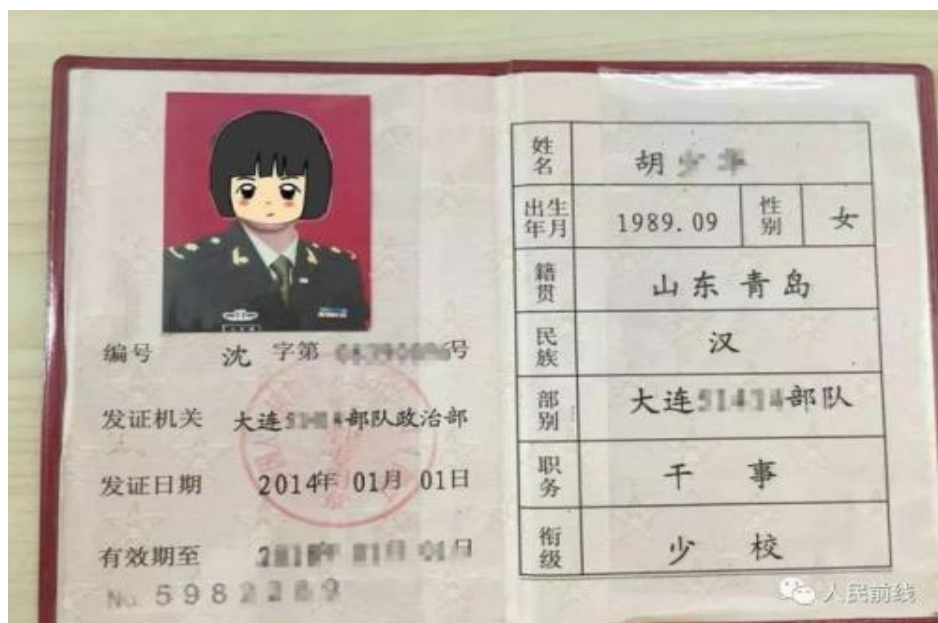 编号 沈 字第 号
发证机关 大连 部队政治部
发证日期 2014年 01月 01日
有效期至
No. 5982
姓名 胡
出生年月 1989.09 性别 女
籍贯 山东青岛
民族 汉
部别 大连 部队
职务 干事
衔级 少校
人民前线